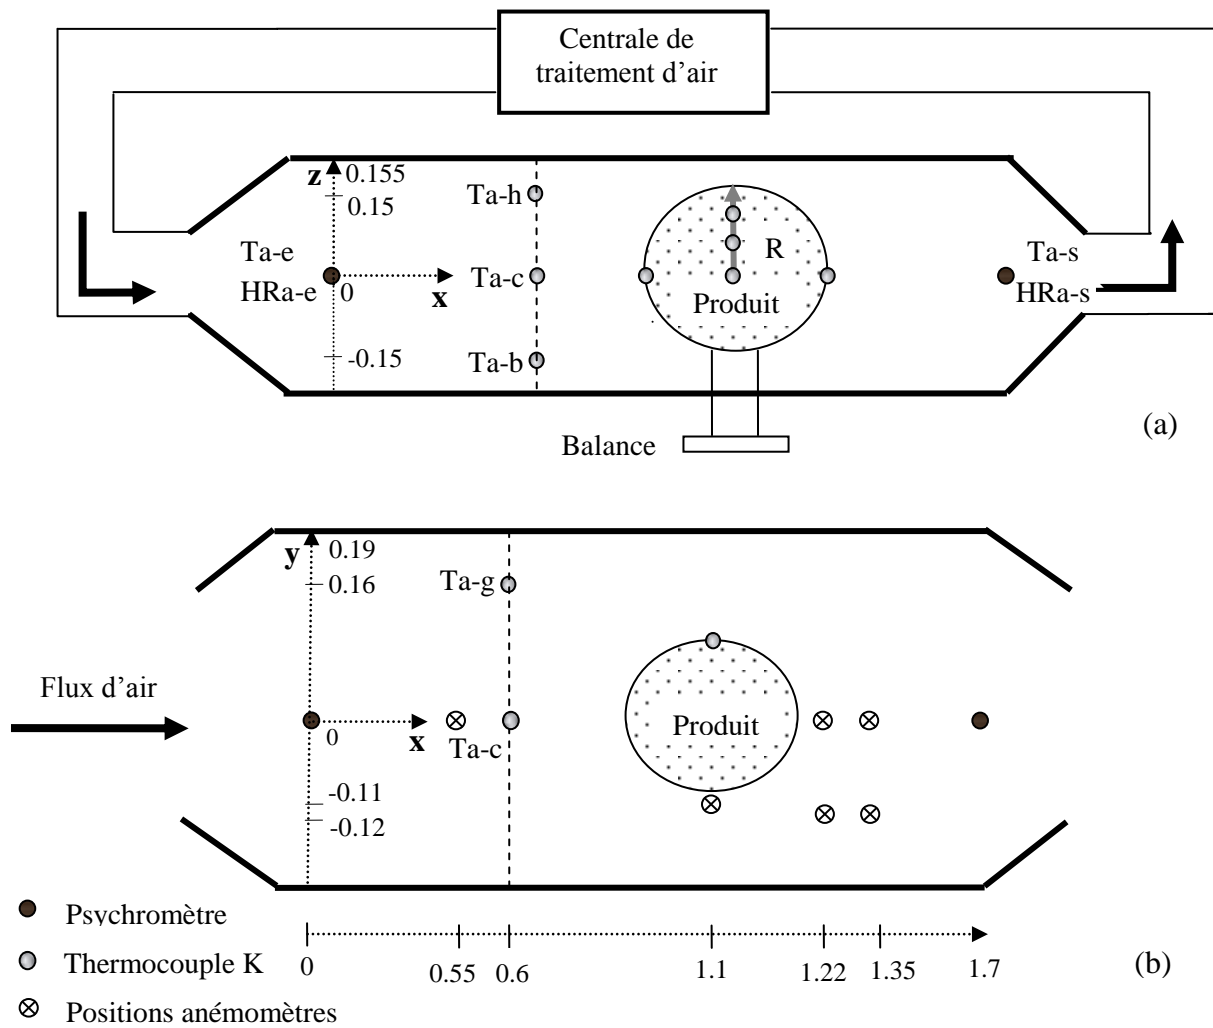 Centrale de
traitement d'air
z
0.155
0.15
Ta-h
Ta-e
HRa-e
0
x
Ta-c
R
Produit
Ta-s
HRa-s
-0.15
Ta-b
Balance
(a)
y
0.19
0.16
Ta-g
Flux d'air
0
x
Ta-c
Produit
-0.11
-0.12
Psychromètre
Thermocouple K
Positions anémomètres
0
0.55
0.6
1.1
1.22
1.35
1.7
(b)